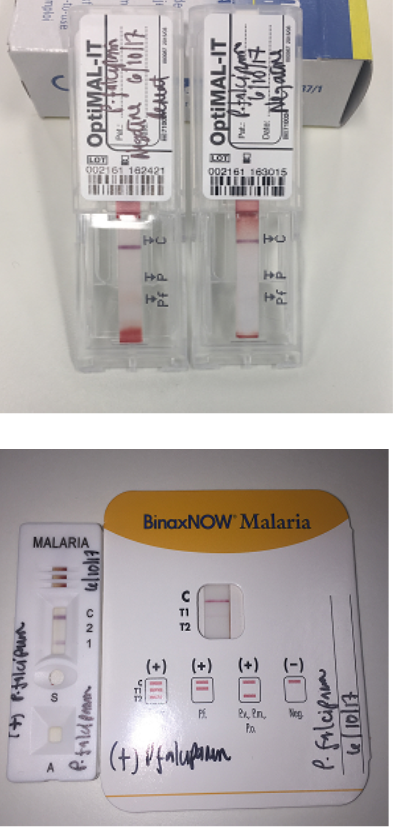 P. falciparum
Negative 6/10/17
OptiMAL-IT
Pat.:
LOT
002161 162421
C
P
Pf
P. falciparum
6/10/17
Negative
OptiMAL-IT
Pat.:
Date:
LOT
002161 163015
C
P
Pf
37/1
MALARIA
6/10/17
C
2
1
S
A
(+) P. falciparum
P. falciparum
BinaxNOW® Malaria
C
T1
T2
(+) (+) (+) (-)
C
T1
T2
P.f. P.v., P.m., Neg.
P.o.
(+) P falciparum
P. falciparum
6/10/17